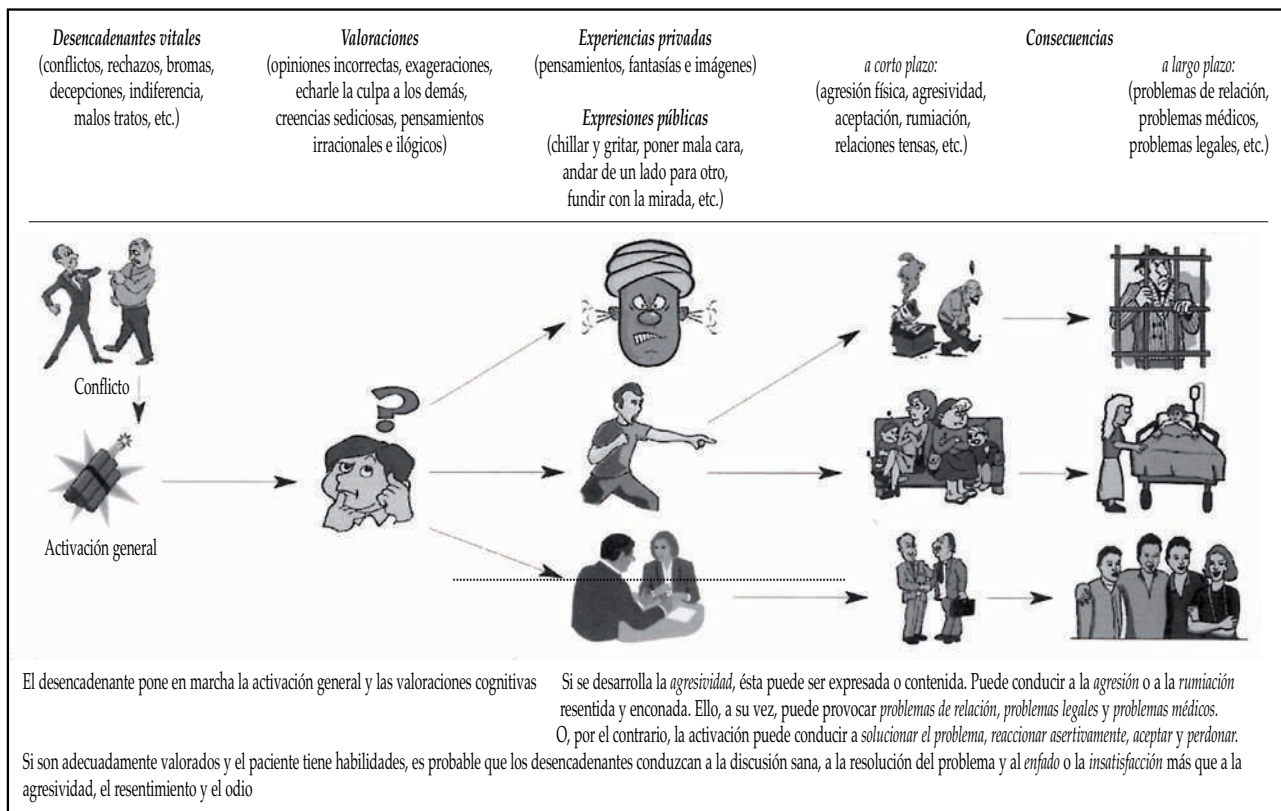 Desencadenantes vitales
(conflictos, rechazos, bromas,
decepciones, indiferencia,
malos tratos, etc.)
Valoraciones
(opiniones incorrectas, exageraciones,
echarle la culpa a los demás,
creencias sediciosas, pensamientos
irracionales e ilógicos)
Experiencias privadas
(pensamientos, fantasías e imágenes)
Expresiones públicas
(chillar y gritar, poner mala cara,
andar de un lado para otro,
fundir con la mirada, etc.)
Consecuencias
a corto plazo:
(agresión física, agresividad,
aceptación, rumiación,
relaciones tensas, etc.)
a largo plazo:
(problemas de relación,
problemas médicos,
problemas legales, etc.)
Conflicto
?
Activación general
El desencadenante pone en marcha la activación general y las valoraciones cognitivas
Si se desarrolla la agresividad, ésta puede ser expresada o contenida. Puede conducir a la agresión o a la rumiación
resentida y enconada. Ello, a su vez, puede provocar problemas de relación, problemas legales y problemas médicos.
O, por el contrario, la activación puede conducir a solucionar el problema, reaccionar asertivamente, aceptar y perdonar.
Si son adecuadamente valorados y el paciente tiene habilidades, es probable que los desencadenantes conduzcan a la discusión sana, a la resolución del problema y al enfado o la insatisfacción más que a la
agresividad, el resentimiento y el odio